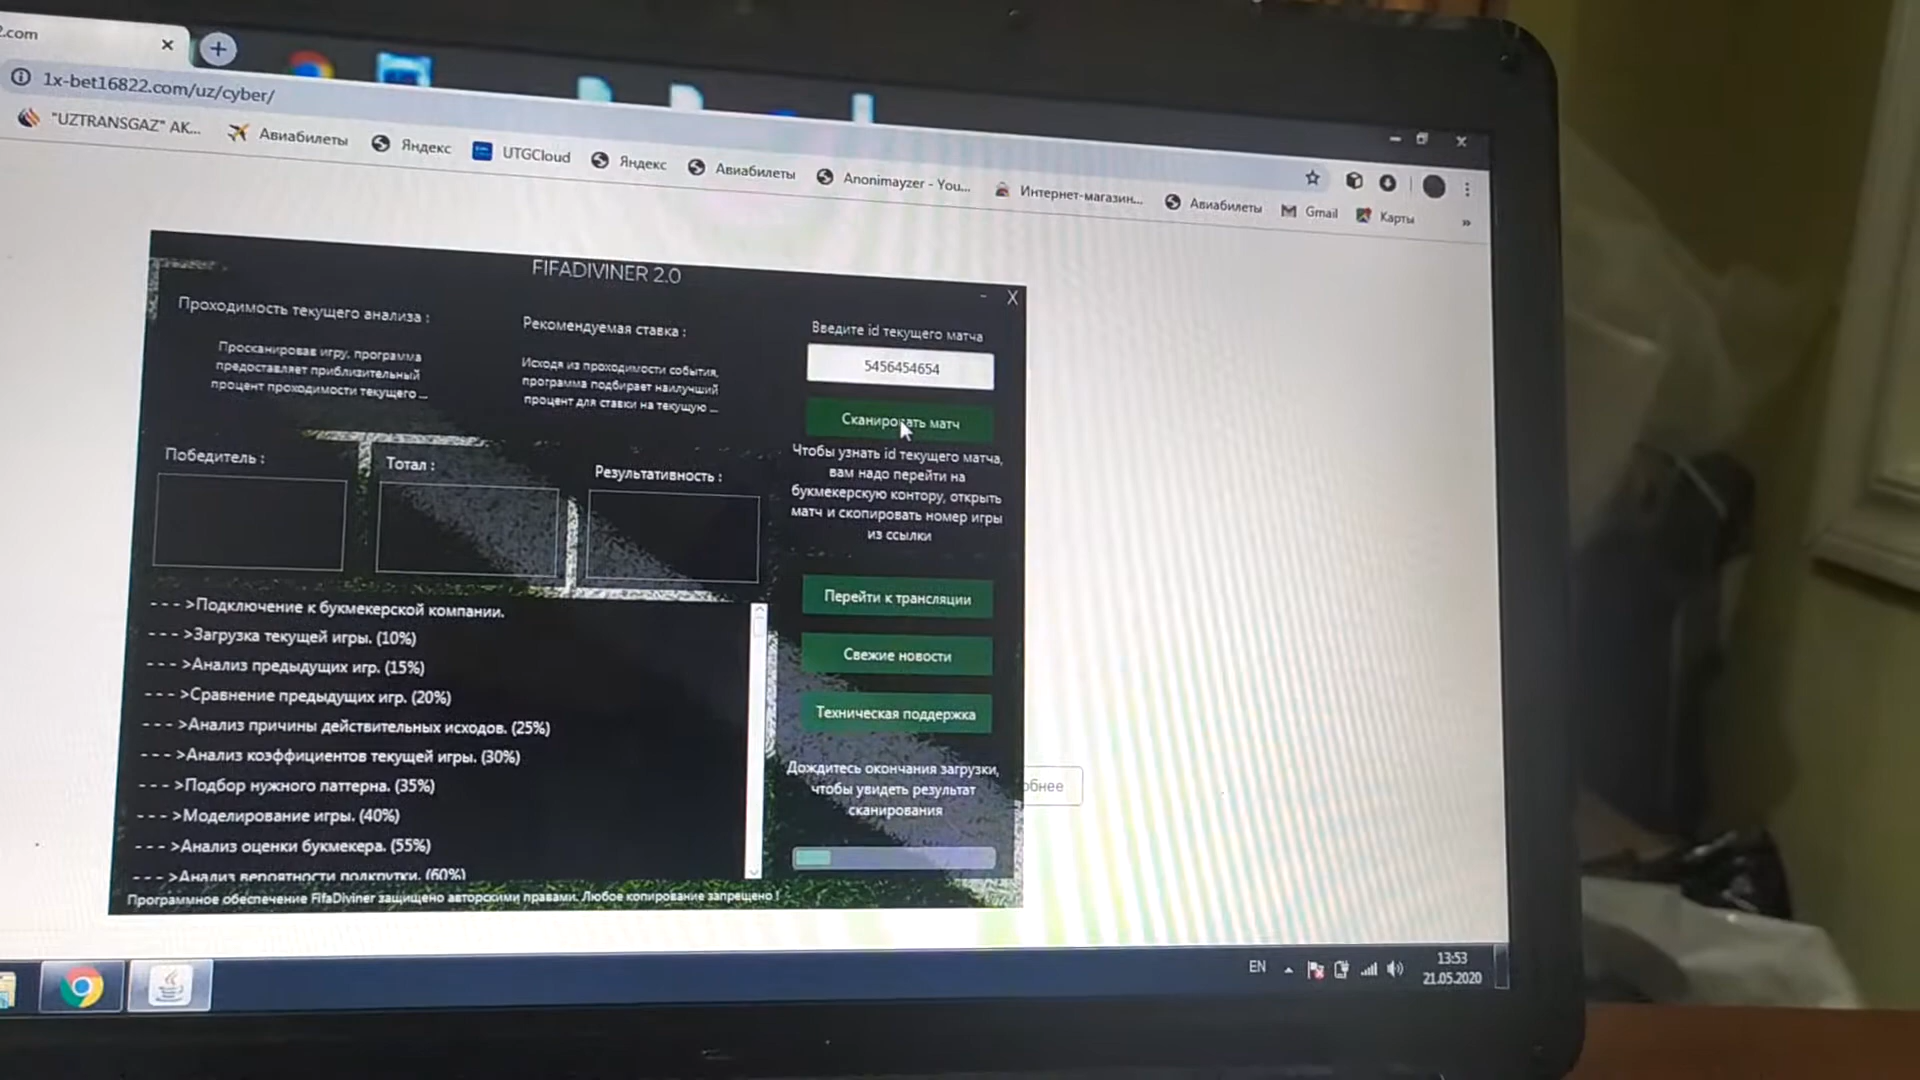 2.com
1x-bet16822.com/uz/cyber/
"UZTRANSGAZ" AK...
Авиабилеты
Яндекс
UTGCloud
Яндекс
Авиабилеты
Anonimayzer - You...
Интернет-магазин...
Авиабилеты
Gmail
Карты
»
FIFADIVINER 2.0
- X
Проходимость текущего анализа :
Просканировав игру, программа
предоставляет приблизительный
процент проходимости текущего ...
Рекомендуемая ставка :
Исходя из проходимости события,
программа подбирает наилучший
процент для ставки на текущую ...
Введите id текущего матча
5456454654
Сканировать матч
Чтобы узнать id текущего матча,
вам надо перейти на
букмекерскую контору, открыть
матч и скопировать номер игры
из ссылки
Победитель :
Тотал :
Результативность :
- - - >Подключение к букмекерской компании.
- - - >Загрузка текущей игры. (10%)
- - - >Анализ предыдущих игр. (15%)
- - - >Сравнение предыдущих игр. (20%)
- - - >Анализ причины действительных исходов. (25%)
- - - >Анализ коэффициентов текущей игры. (30%)
- - - >Подбор нужного паттерна. (35%)
- - - >Моделирование игры. (40%)
- - - >Анализ оценки букмекера. (55%)
- - - >Анализ вероятности подкрутки. (60%)
Перейти к трансляции
Свежие новости
Техническая поддержка
Дождитесь окончания загрузки,
чтобы увидеть результат
сканирования
обнее
Программное обеспечение FifaDiviner защищено авторскими правами. Любое копирование запрещено !
EN
13:53
21.05.2020